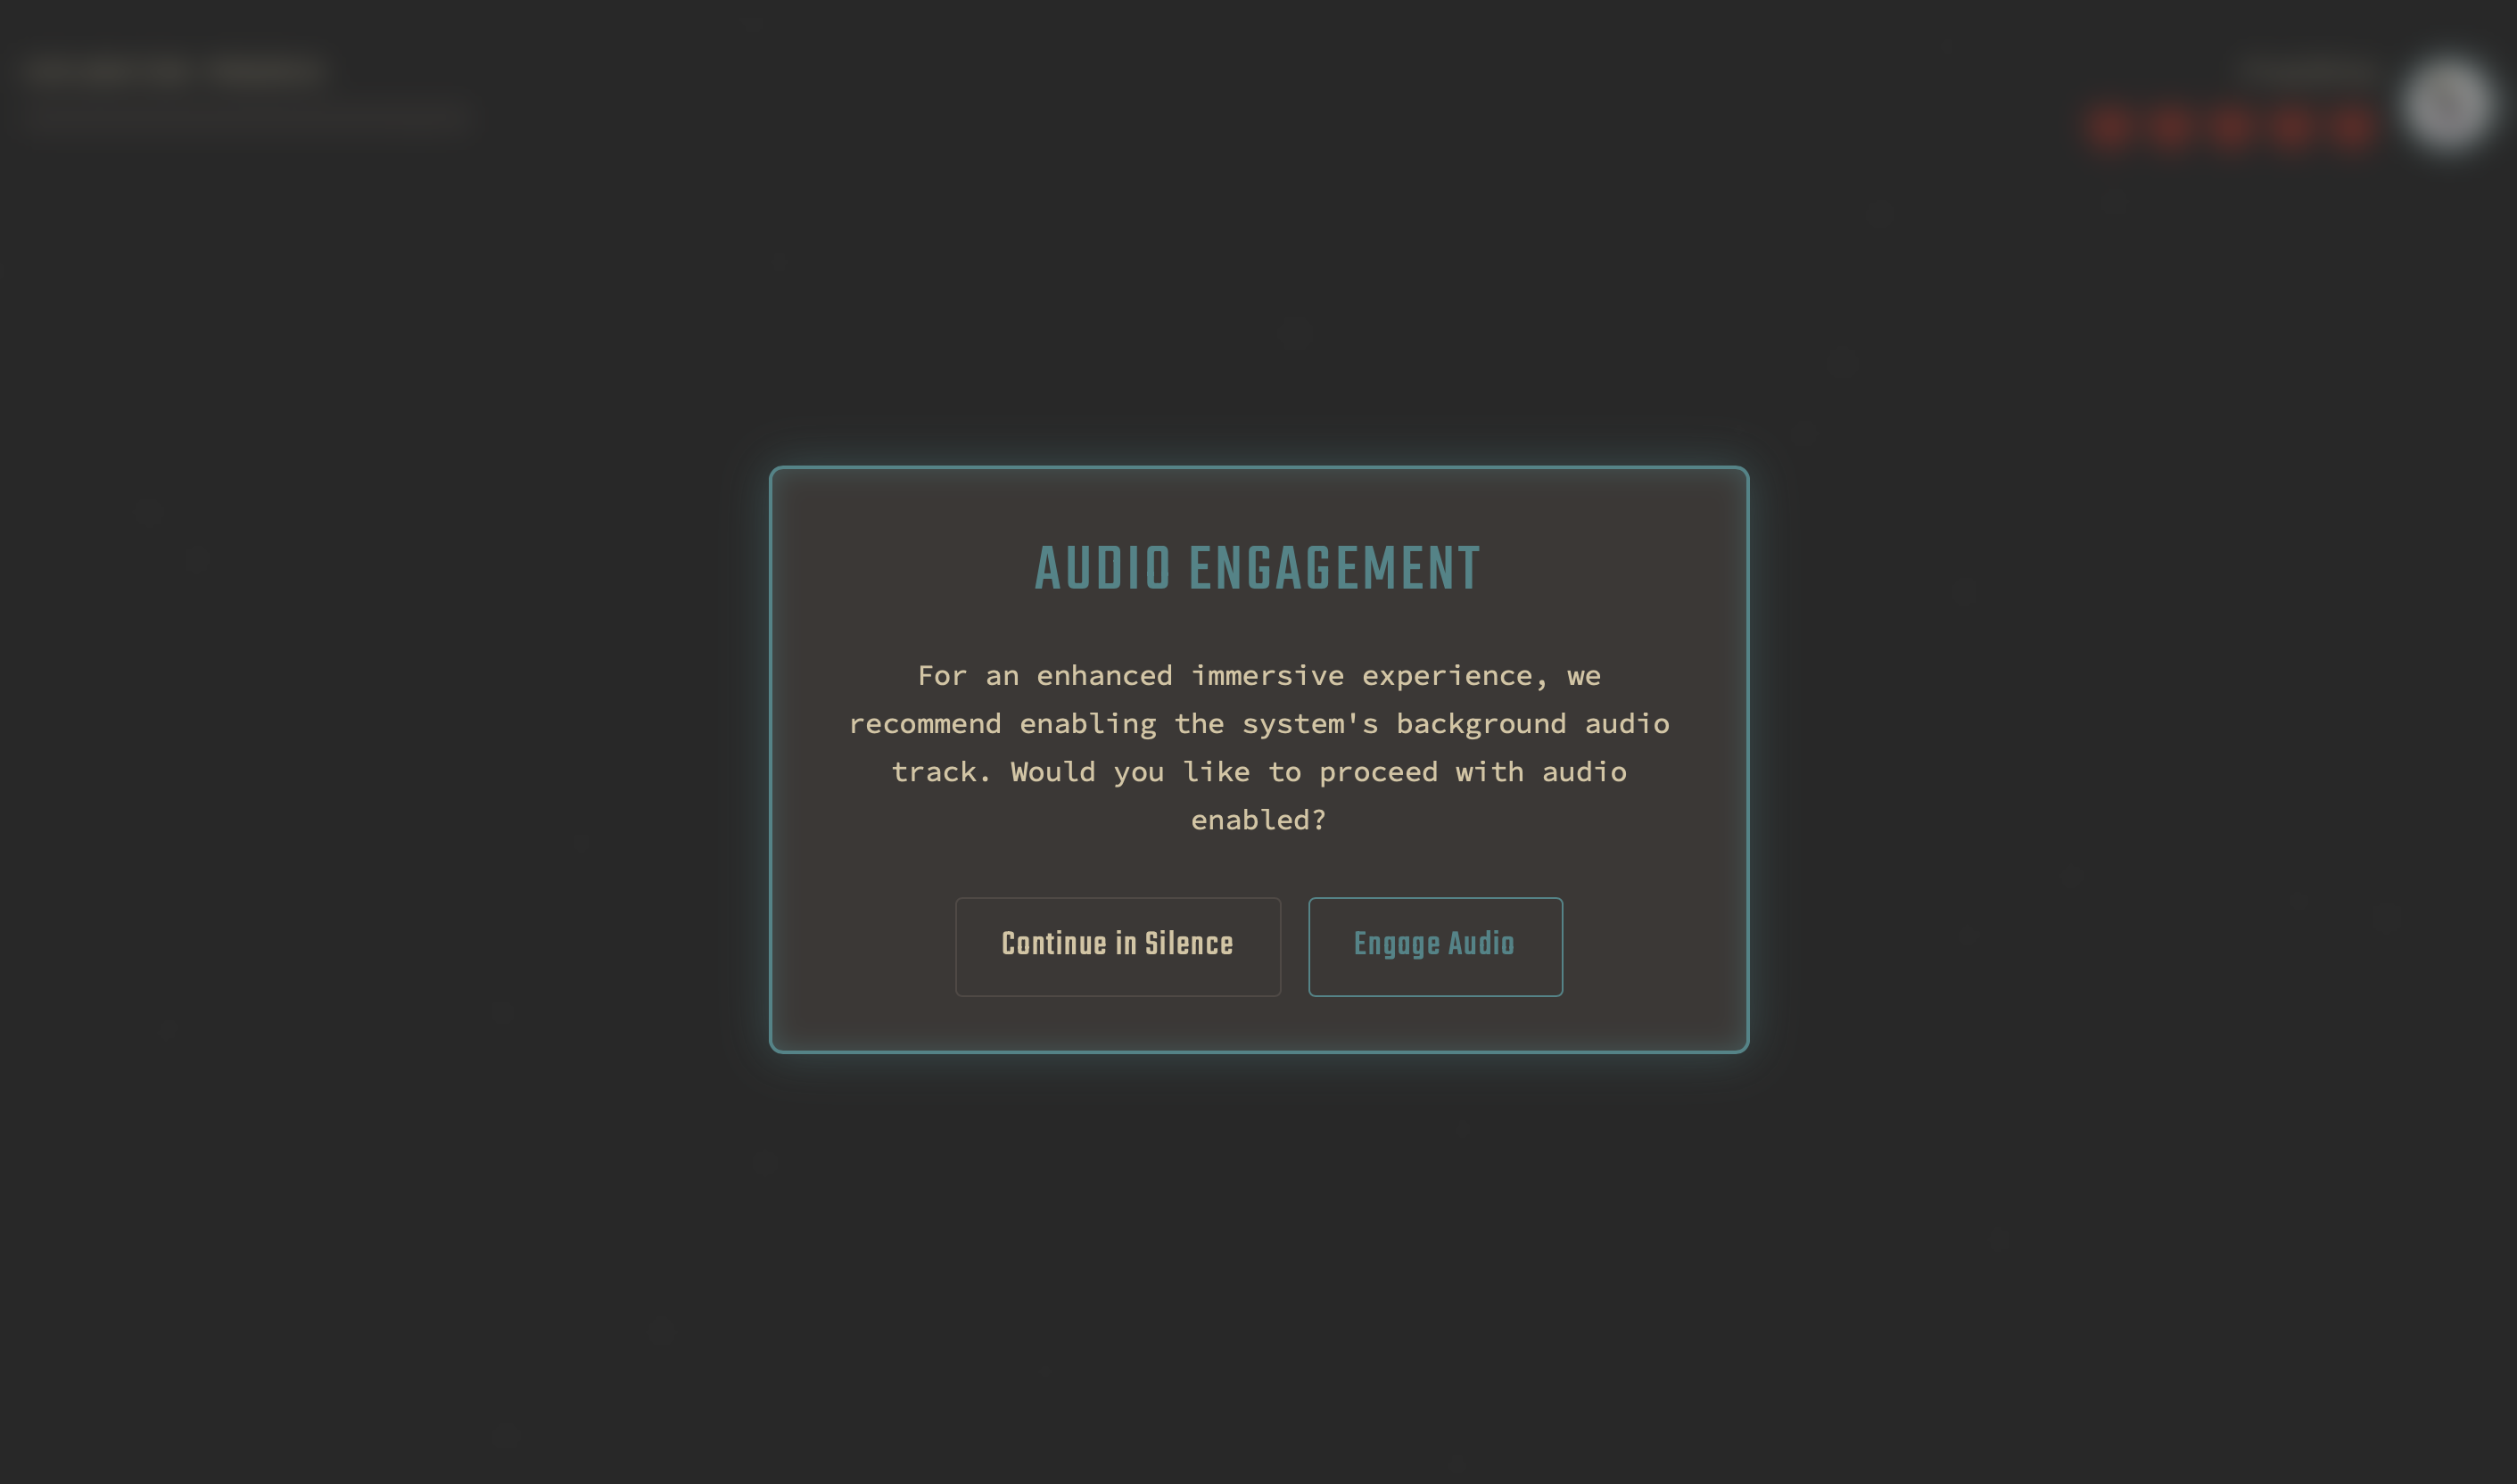 AUDIO ENGAGEMENT
For an enhanced immersive experience, we
recommend enabling the system's background audio
track. Would you like to proceed with audio
enabled?
Continue in Silence
Engage Audio